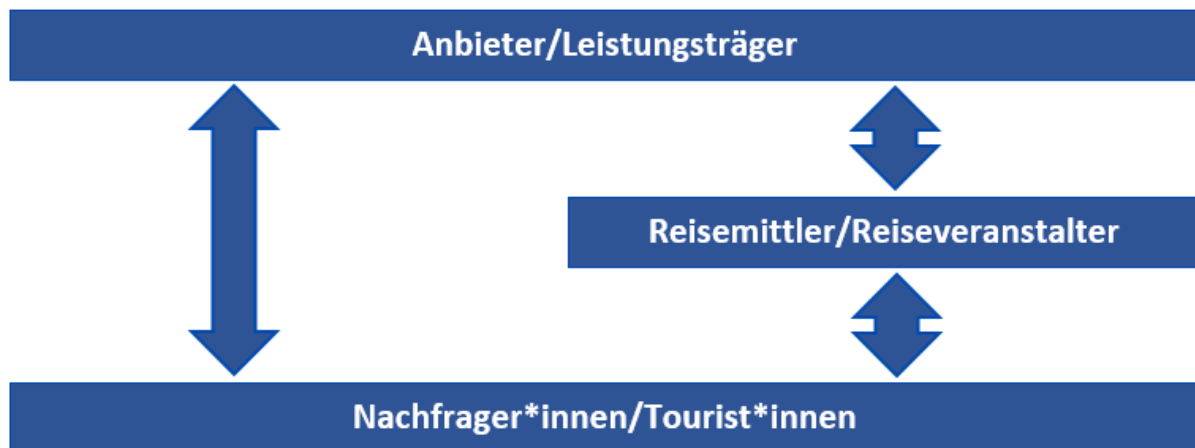 Anbieter/Leistungsträger
Reisemittler/Reiseveranstalter
Nachfrager*innen/Tourist*innen